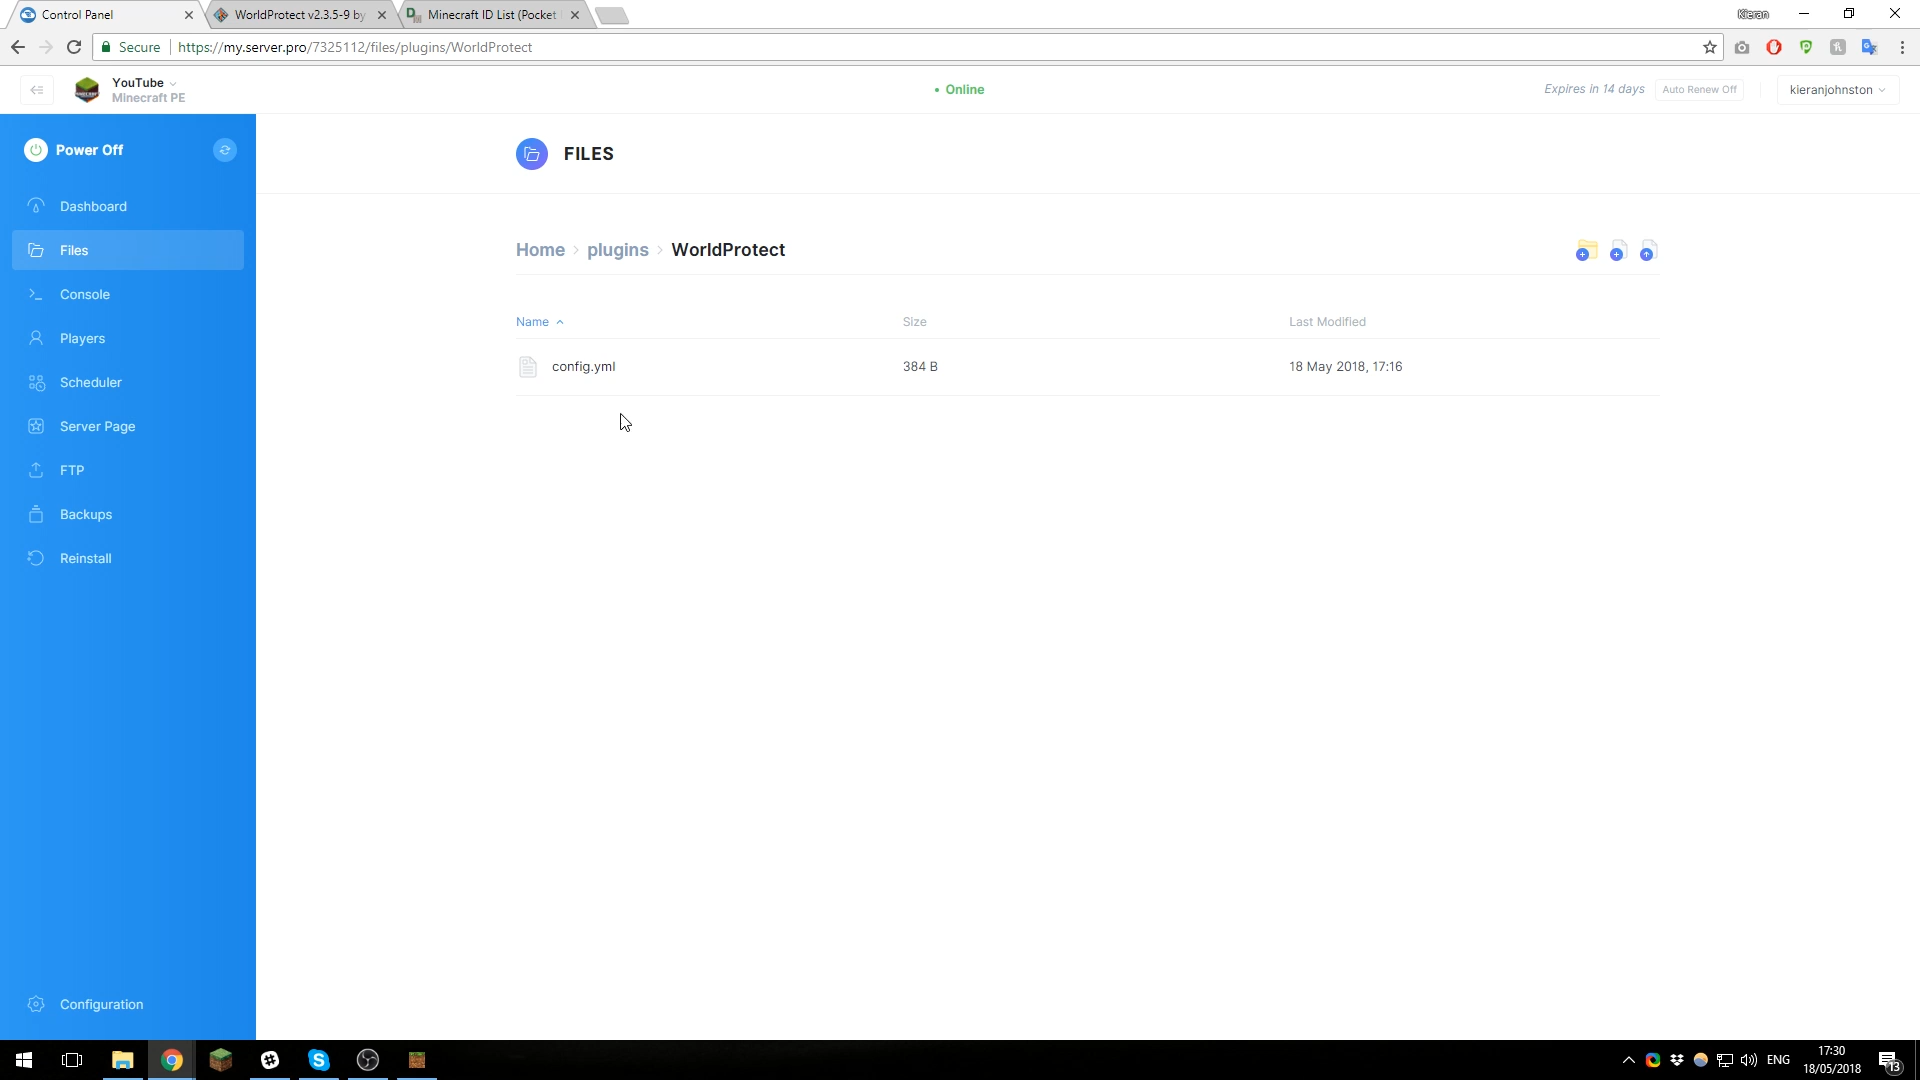 Control Panel
WorldProtect v2.3.5-9 by
Minecraft ID List (Pocket
Kieran
Secure
https://my.server.pro/7325112/files/plugins/WorldProtect
YouTube
Minecraft PE
Online
Expires in 14 days
Auto Renew Off
kieranjohnston
Power Off
Dashboard
Files
Console
Players
Scheduler
Server Page
FTP
Backups
Reinstall
Configuration
FILES
Home > plugins > WorldProtect
Name Size Last Modified
config.yml 384 B 18 May 2018, 17:16
ENG
17:30
18/05/2018
13